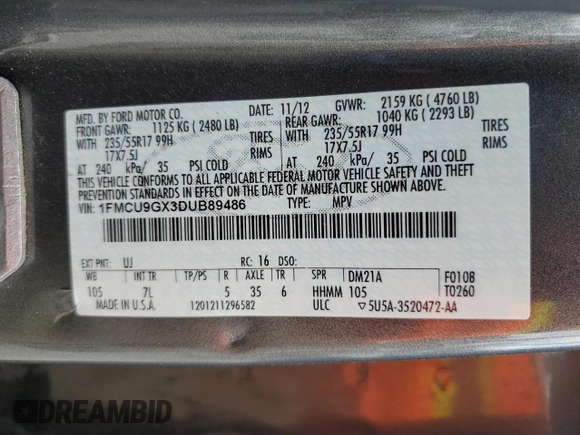 MFD. BY FORD MOTOR CO.
DATE: 11/12 GVWR: 2159 KG ( 4760 LB)
FRONT GAWR: 1125 KG ( 2480 LB) REAR GAWR: 1040 KG ( 2293 LB)
WITH 235/55R17 99H TIRES WITH 235/55R17 99H TIRES
17X7.5J RIMS 17X7.5J RIMS
AT 240 kPa/ 35 PSI COLD AT 240 kPa/ 35 PSI COLD
THIS VEHICLE CONFORMS TO ALL APPLICABLE FEDERAL MOTOR VEHICLE SAFETY AND THEFT
PREVENTION STANDARDS IN EFFECT ON THE DATE OF MANUFACTURE SHOWN ABOVE.
VIN: 1FMCU9GX3DUB89486 TYPE: MPV
EXT PNT: UJ RC: 16 DSO:
WB INT TR TP/PS R AXLE TR SPR DM21A F0108
105 7L 5 35 6 HHMM 105 T0260
MADE IN U.S.A. 1201211296582 ULC ▽5U5A-3520472-AA
DREAMBID